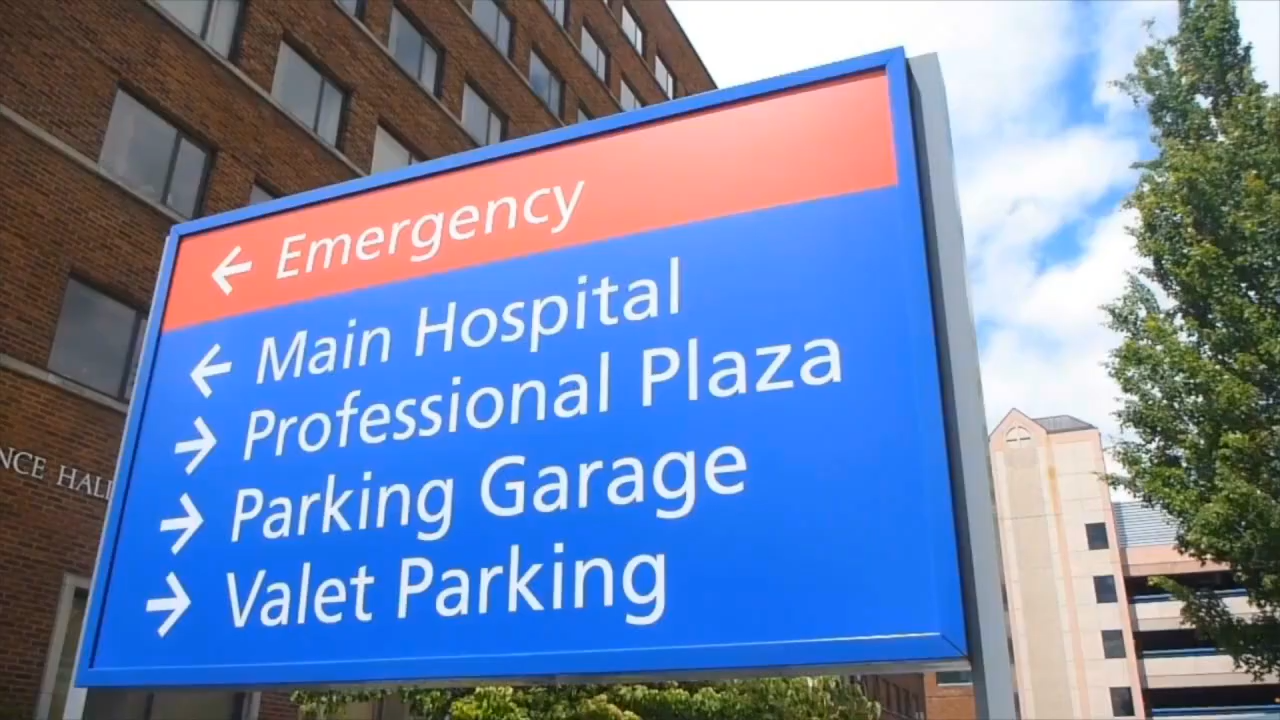 ← Emergency
← Main Hospital
→ Professional Plaza
→ Parking Garage
→ Valet Parking